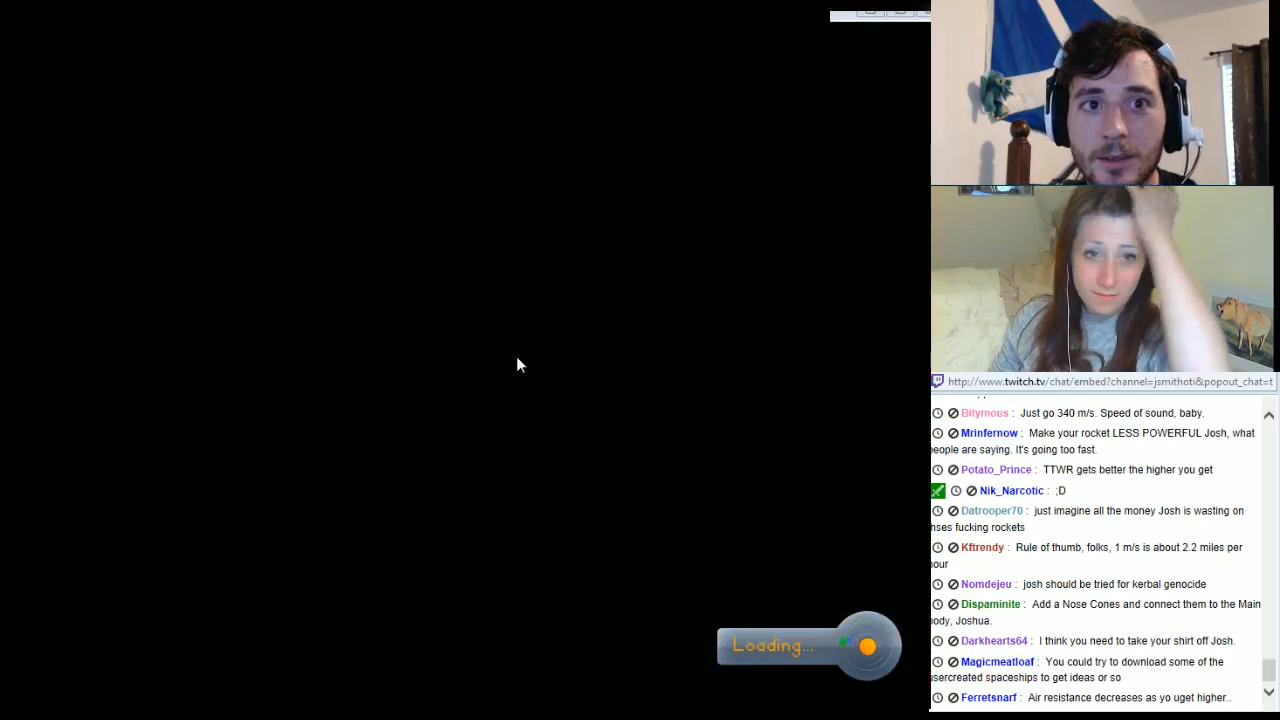 http://www.twitch.tv/chat/embed?channel=jsmithoti&popout_chat=t
Bitymous : Just go 340 m/s. Speed of sound, baby.
Mrinfernow : Make your rocket LESS POWERFUL Josh, what
people are saying. It's going too fast.
Potato_Prince : TTWR gets better the higher you get
Nik_Narcotic : ;D
Datrooper70 : just imagine all the money Josh is wasting on
hses fucking rockets
Kftrendy : Rule of thumb, folks, 1 m/s is about 2.2 miles per
hour
Nomdejeu : josh should be tried for kerbal genocide
Dispaminite : Add a Nose Cones and connect them to the Main
body, Joshua.
Darkhearts64 : I think you need to take your shirt off Josh.
Magicmeatloaf : You could try to download some of the
usercreated spaceships to get ideas or so
Ferretsnarf : Air resistance decreases as yo uget higher..
Loading...